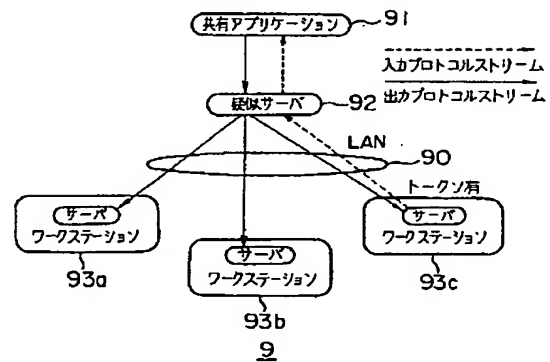 共有アプリケーション
91
入力プロトコルストリーム
出力プロトコルストリーム
疑似サーバ
92
LAN
90
トークン有
サーバ
ワークステーション
93a
サーバ
ワークステーション
93b
サーバ
ワークステーション
93c
9